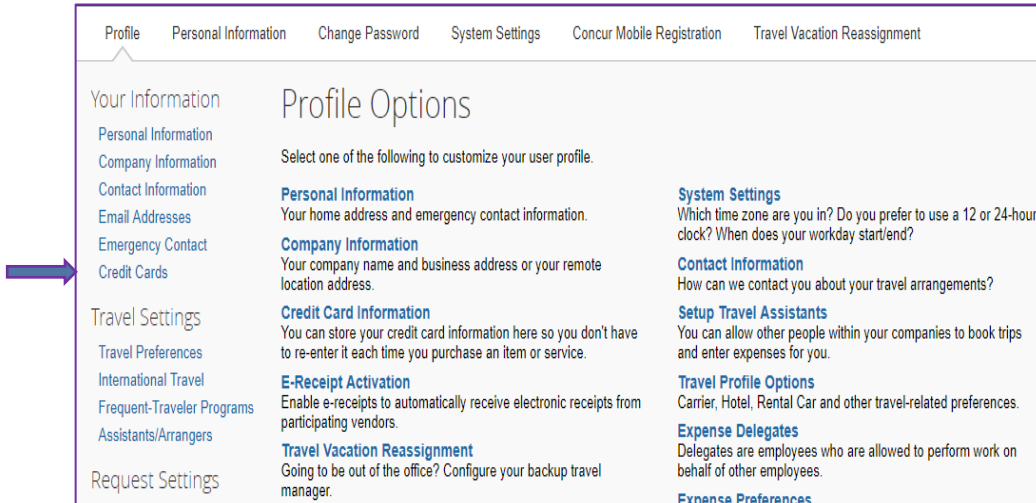 Profile Personal Information Change Password System Settings Concur Mobile Registration Travel Vacation Reassignment
Your Information
Personal Information
Company Information
Contact Information
Email Addresses
Emergency Contact
Credit Cards
Travel Settings
Travel Preferences
International Travel
Frequent-Traveler Programs
Assistants/Arrangers
Request Settings
Profile Options
Select one of the following to customize your user profile.
Personal Information
Your home address and emergency contact information.
Company Information
Your company name and business address or your remote
location address.
Credit Card Information
You can store your credit card information here so you don't have
to re-enter it each time you purchase an item or service.
E-Receipt Activation
Enable e-receipts to automatically receive electronic receipts from
participating vendors.
Travel Vacation Reassignment
Going to be out of the office? Configure your backup travel
manager.
System Settings
Which time zone are you in? Do you prefer to use a 12 or 24-hour
clock? When does your workday start/end?
Contact Information
How can we contact you about your travel arrangements?
Setup Travel Assistants
You can allow other people within your companies to book trips
and enter expenses for you.
Travel Profile Options
Carrier, Hotel, Rental Car and other travel-related preferences.
Expense Delegates
Delegates are employees who are allowed to perform work on
behalf of other employees.
Expense Preferences